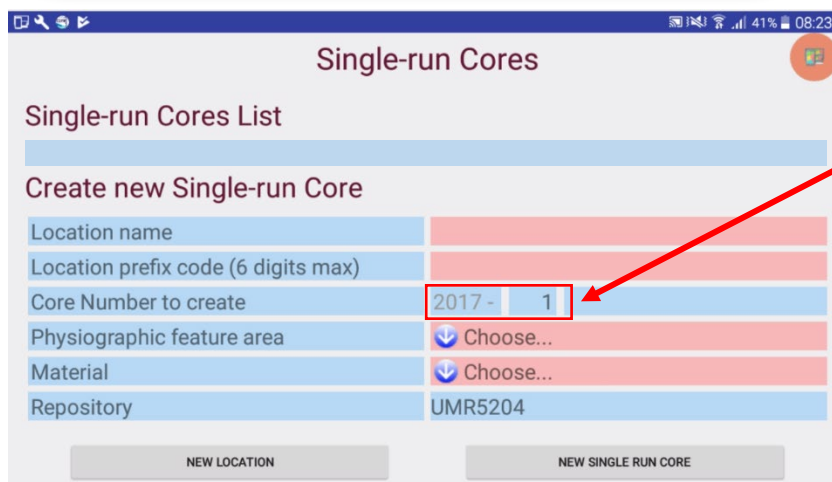 41% 08:23
Single-run Cores
Single-run Cores List
Create new Single-run Core
Location name
Location prefix code (6 digits max)
Core Number to create 2017 - 1
Physiographic feature area Choose...
Material Choose...
Repository UMR5204
NEW LOCATION NEW SINGLE RUN CORE